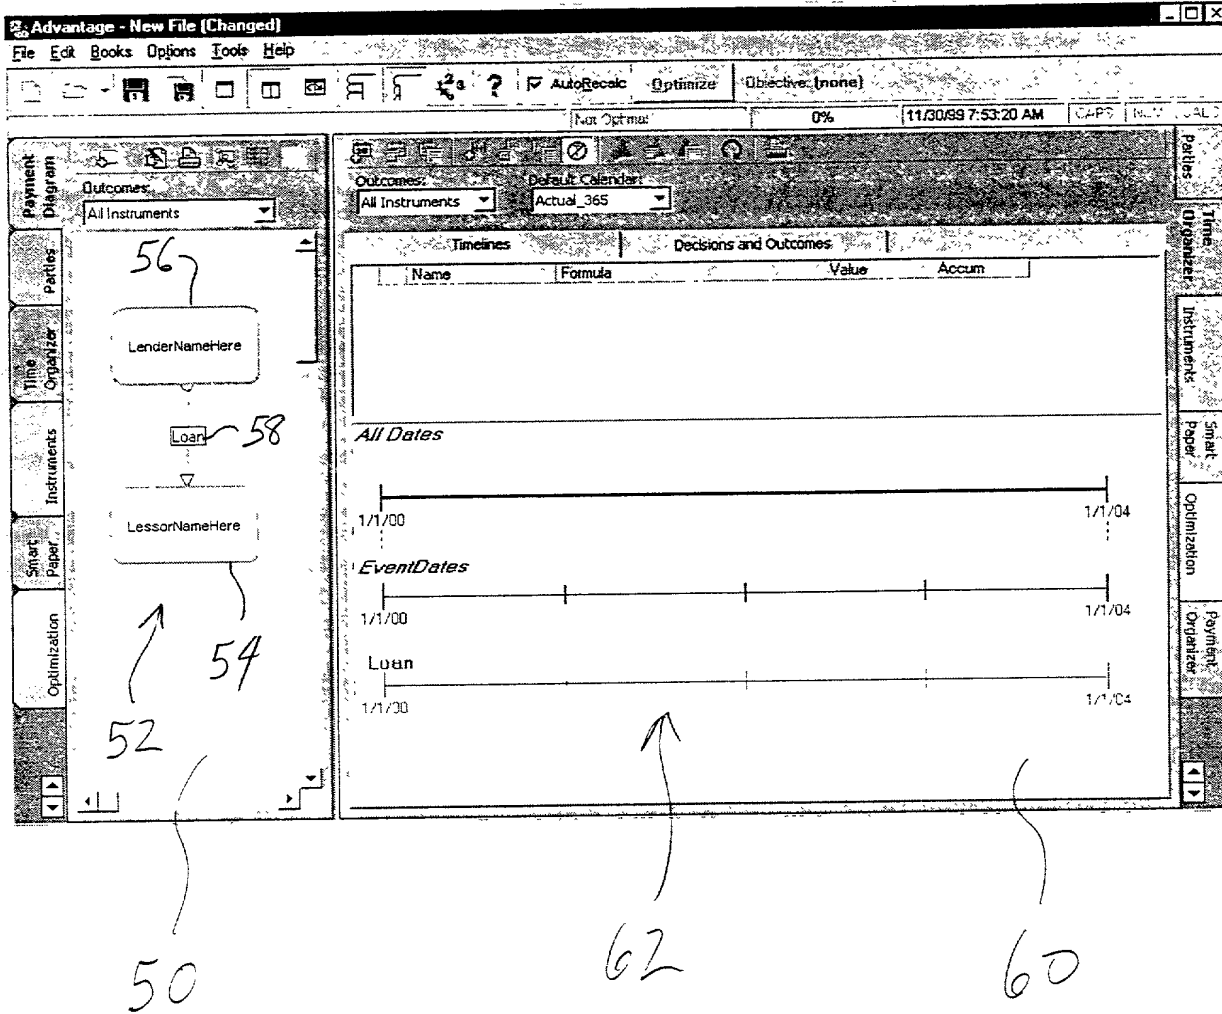 Advantage - New File (Changed)
File Edit Books Options Tools Help
AutoRecalc Optimize Objective: (none)
Not Optimal 0% 11/30/99 7:53:20 AM CAPS NUM
Payment Diagram
Parties
Time Organizer
Instruments
Smart Paper
Optimization
Outcomes:
All Instruments
56
LenderNameHere
Loan 58
LessorNameHere
52
54
Outcomes: Default Calendar:
All Instruments Actual_365
Timelines Decisions and Outcomes
Name Formula Value Accum
All Dates
1/1/00 1/1/04
EventDates
1/1/00 1/1/04
Loan
1/1/00 1/1/04
Parties
Time Organizer
Instruments
Smart Paper
Optimization
Payment Organizer
50
62
60